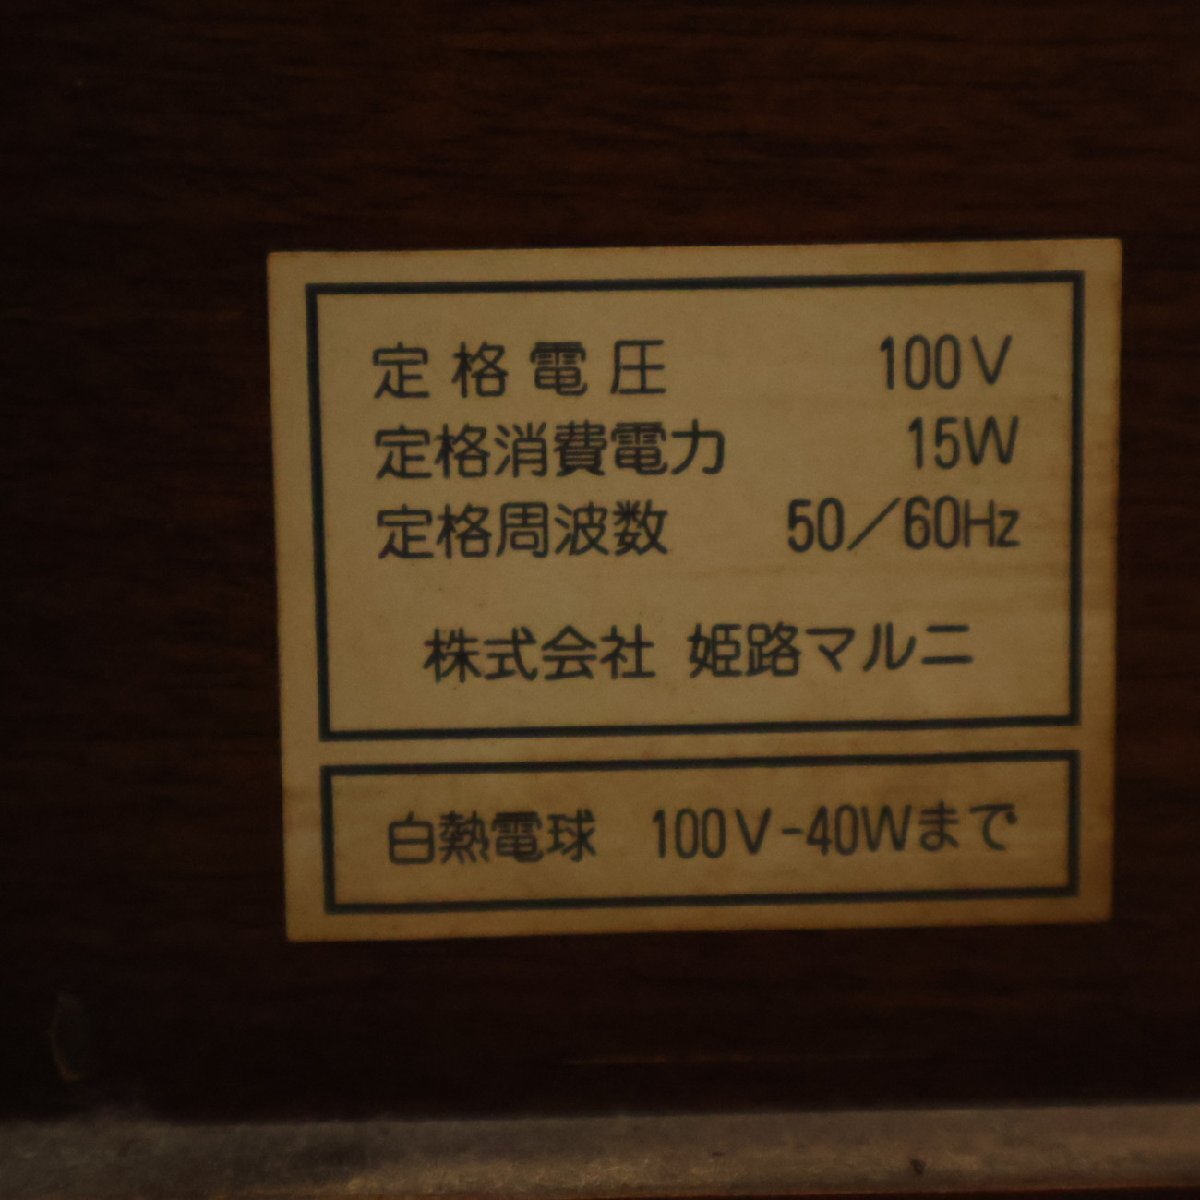 定格電圧 100V
定格消費電力 15W
定格周波数 50／60Hz
株式会社 姫路マルニ
白熱電球 100V-40Wまで